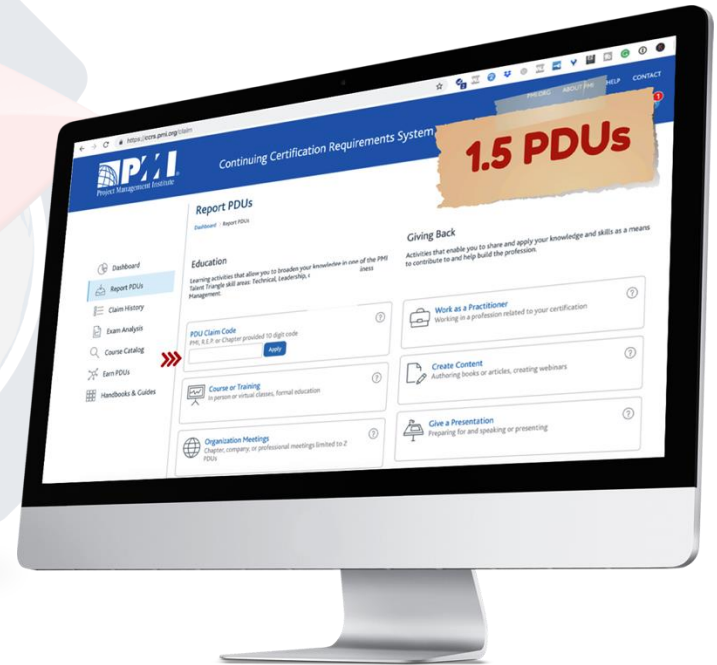 https://ccrs.pmi.org/claim
PMI.ORG ABOUT PMI HELP CONTACT
1
PMI
Project Management Institute
Continuing Certification Requirements System
1.5 PDUs
Report PDUs
Dashboard | Report PDUs
Dashboard
Report PDUs
Claim History
Exam Analysis
Course Catalog
Earn PDUs
Handbooks & Guides
Education
Learning activities that allow you to broaden your knowledge in one of the PMI
Talent Triangle skill areas: Technical, Leadership, iness
Management.
PDU Claim Code
PMI, R.E.P. or Chapter provided 10 digit code
Apply
Course or Training
In person or virtual classes, formal education
Organization Meetings
Chapter, company, or professional meetings limited to 2
PDUs
Giving Back
Activities that enable you to share and apply your knowledge and skills as a means
to contribute to and help build the profession.
Work as a Practitioner
Working in a profession related to your certification
Create Content
Authoring books or articles, creating webinars
Give a Presentation
Preparing for and speaking or presenting